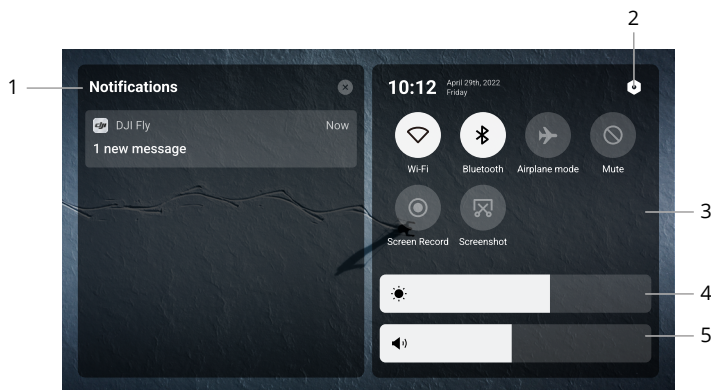 2
1
Notifications
10:12
April 29th, 2022
Friday
dji
DJI Fly
Now
1 new message
Wi-Fi
Bluetooth
Airplane mode
Mute
3
Screen Record
Screenshot
4
5